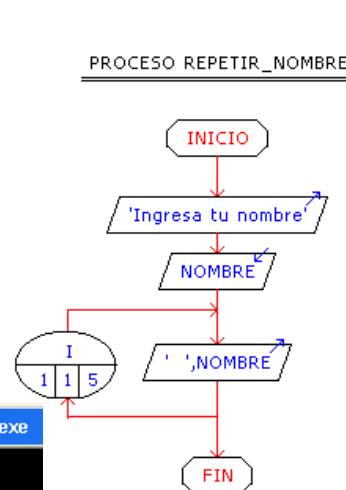 PROCESO REPETIR_NOMBRE
INICIO
'Ingresa tu nombre'
NOMBRE
I
1 1 5
' ',NOMBRE
exe
FIN